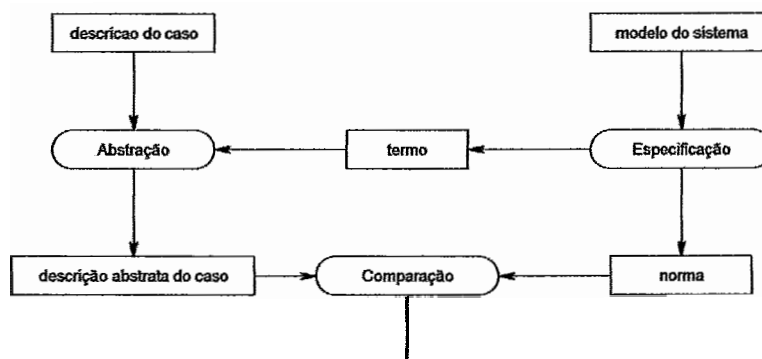 descricao do caso
modelo do sistema
Abstração
termo
Especificação
descrição abstrata do caso
Comparação
norma